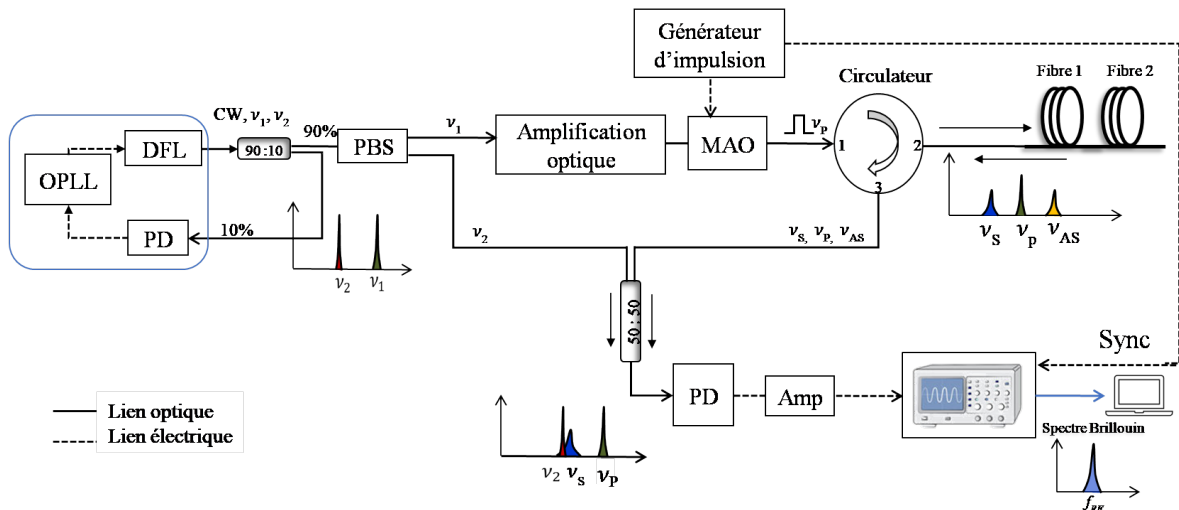 Générateur
d'impulsion
Circulateur
Fibre 1
Fibre 2
CW, ν1, ν2
90%
ν1
DFL
90 :10
PBS
Amplification
optique
MAO
νp
1
2
3
OPLL
PD
10%
ν2
νS, νP, νAS
νS
νp
νAS
ν2
ν1
50 : 50
Sync
PD
Amp
Lien optique
Lien électrique
Spectre Brillouin
ν2
νS
νP